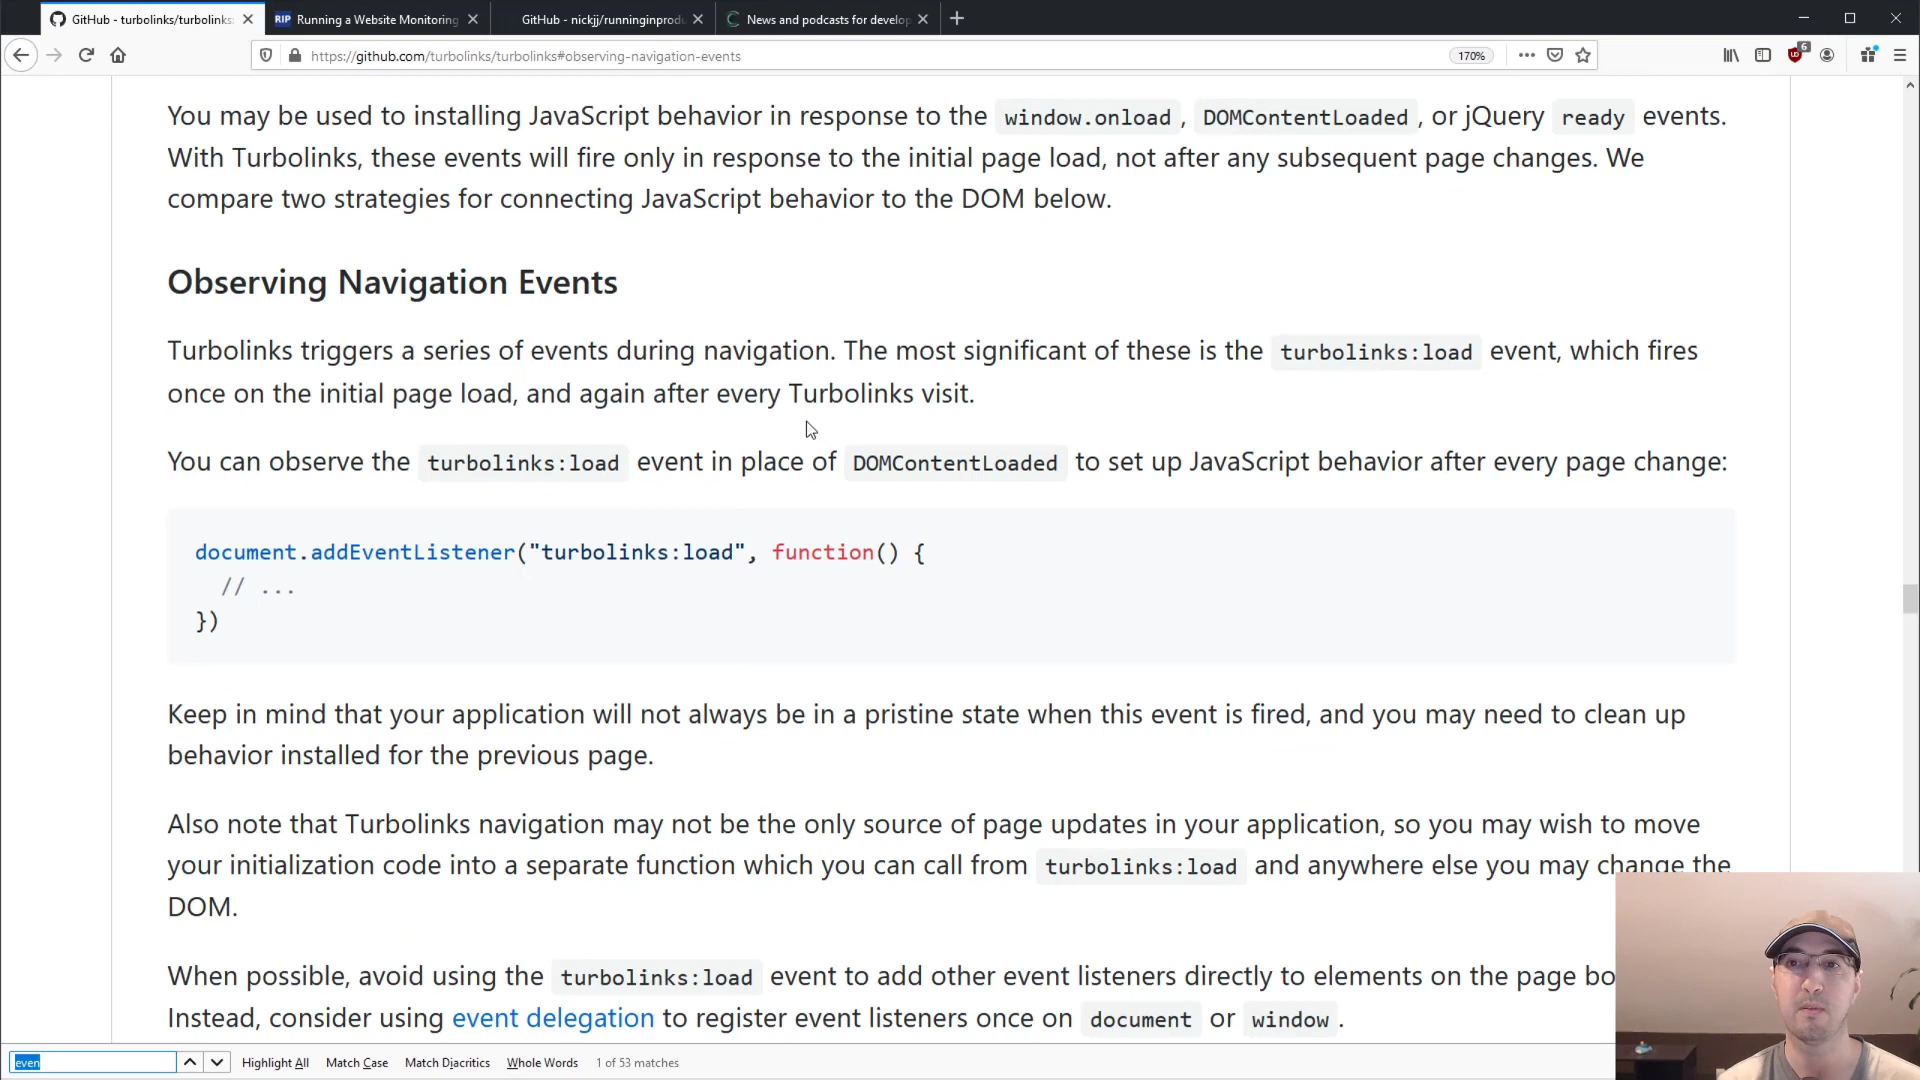 GitHub - turbolinks/turbolinks:
RIP Running a Website Monitoring
GitHub - nickjj/runninginprodu
News and podcasts for develop
https://github.com/turbolinks/turbolinks#observing-navigation-events
170%
6
You may be used to installing JavaScript behavior in response to the window.onload, DOMContentLoaded, or jQuery ready events.
With Turbolinks, these events will fire only in response to the initial page load, not after any subsequent page changes. We
compare two strategies for connecting JavaScript behavior to the DOM below.
Observing Navigation Events
Turbolinks triggers a series of events during navigation. The most significant of these is the turbolinks:load event, which fires
once on the initial page load, and again after every Turbolinks visit.
You can observe the turbolinks:load event in place of DOMContentLoaded to set up JavaScript behavior after every page change:
document.addEventListener("turbolinks:load", function() {
// ...
})
Keep in mind that your application will not always be in a pristine state when this event is fired, and you may need to clean up
behavior installed for the previous page.
Also note that Turbolinks navigation may not be the only source of page updates in your application, so you may wish to move
your initialization code into a separate function which you can call from turbolinks:load and anywhere else you may change the
DOM.
When possible, avoid using the turbolinks:load event to add other event listeners directly to elements on the page bo
Instead, consider using event delegation to register event listeners once on document or window.
even
Highlight All Match Case Match Diacritics Whole Words 1 of 53 matches